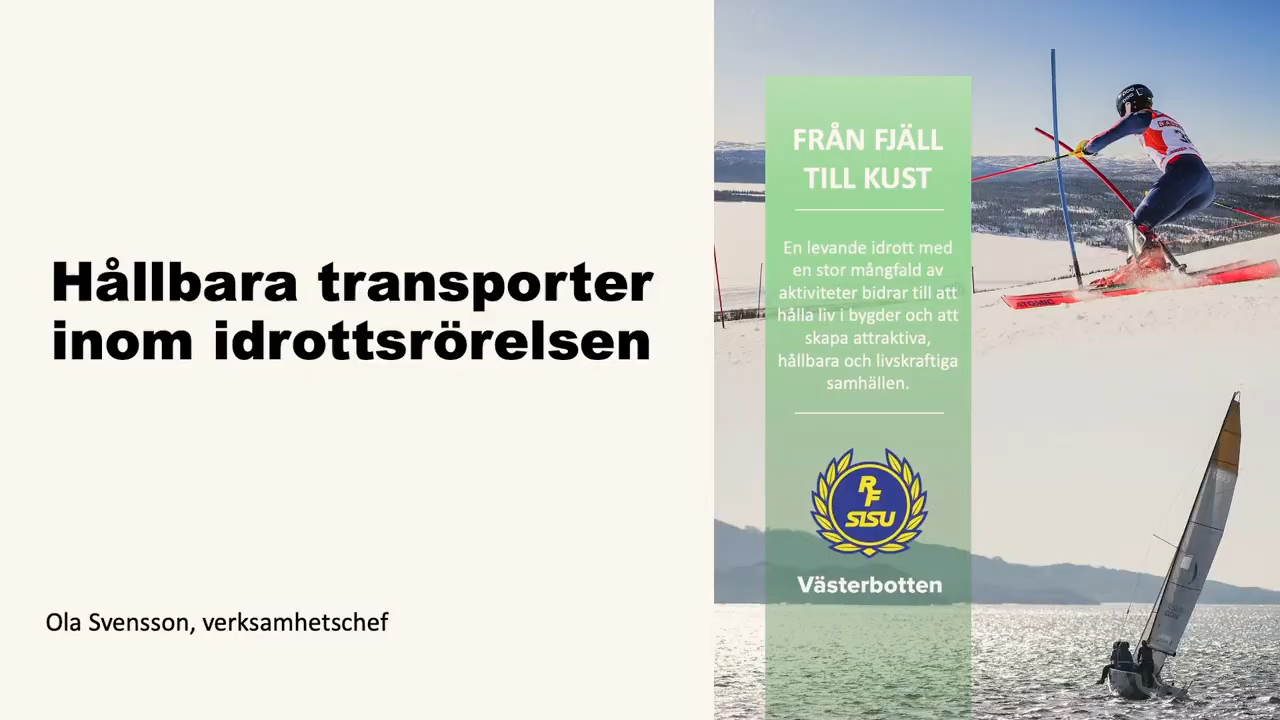 Hållbara transporter
inom idrottsrörelsen
Ola Svensson, verksamhetschef
FRÅN FJÄLL
TILL KUST
En levande idrott med
en stor mångfald av
aktiviteter bidrar till att
hålla liv i bygder och att
skapa attraktiva,
hållbara och livskraftiga
samhällen.
RF
SISU
Västerbotten
ATOMIC